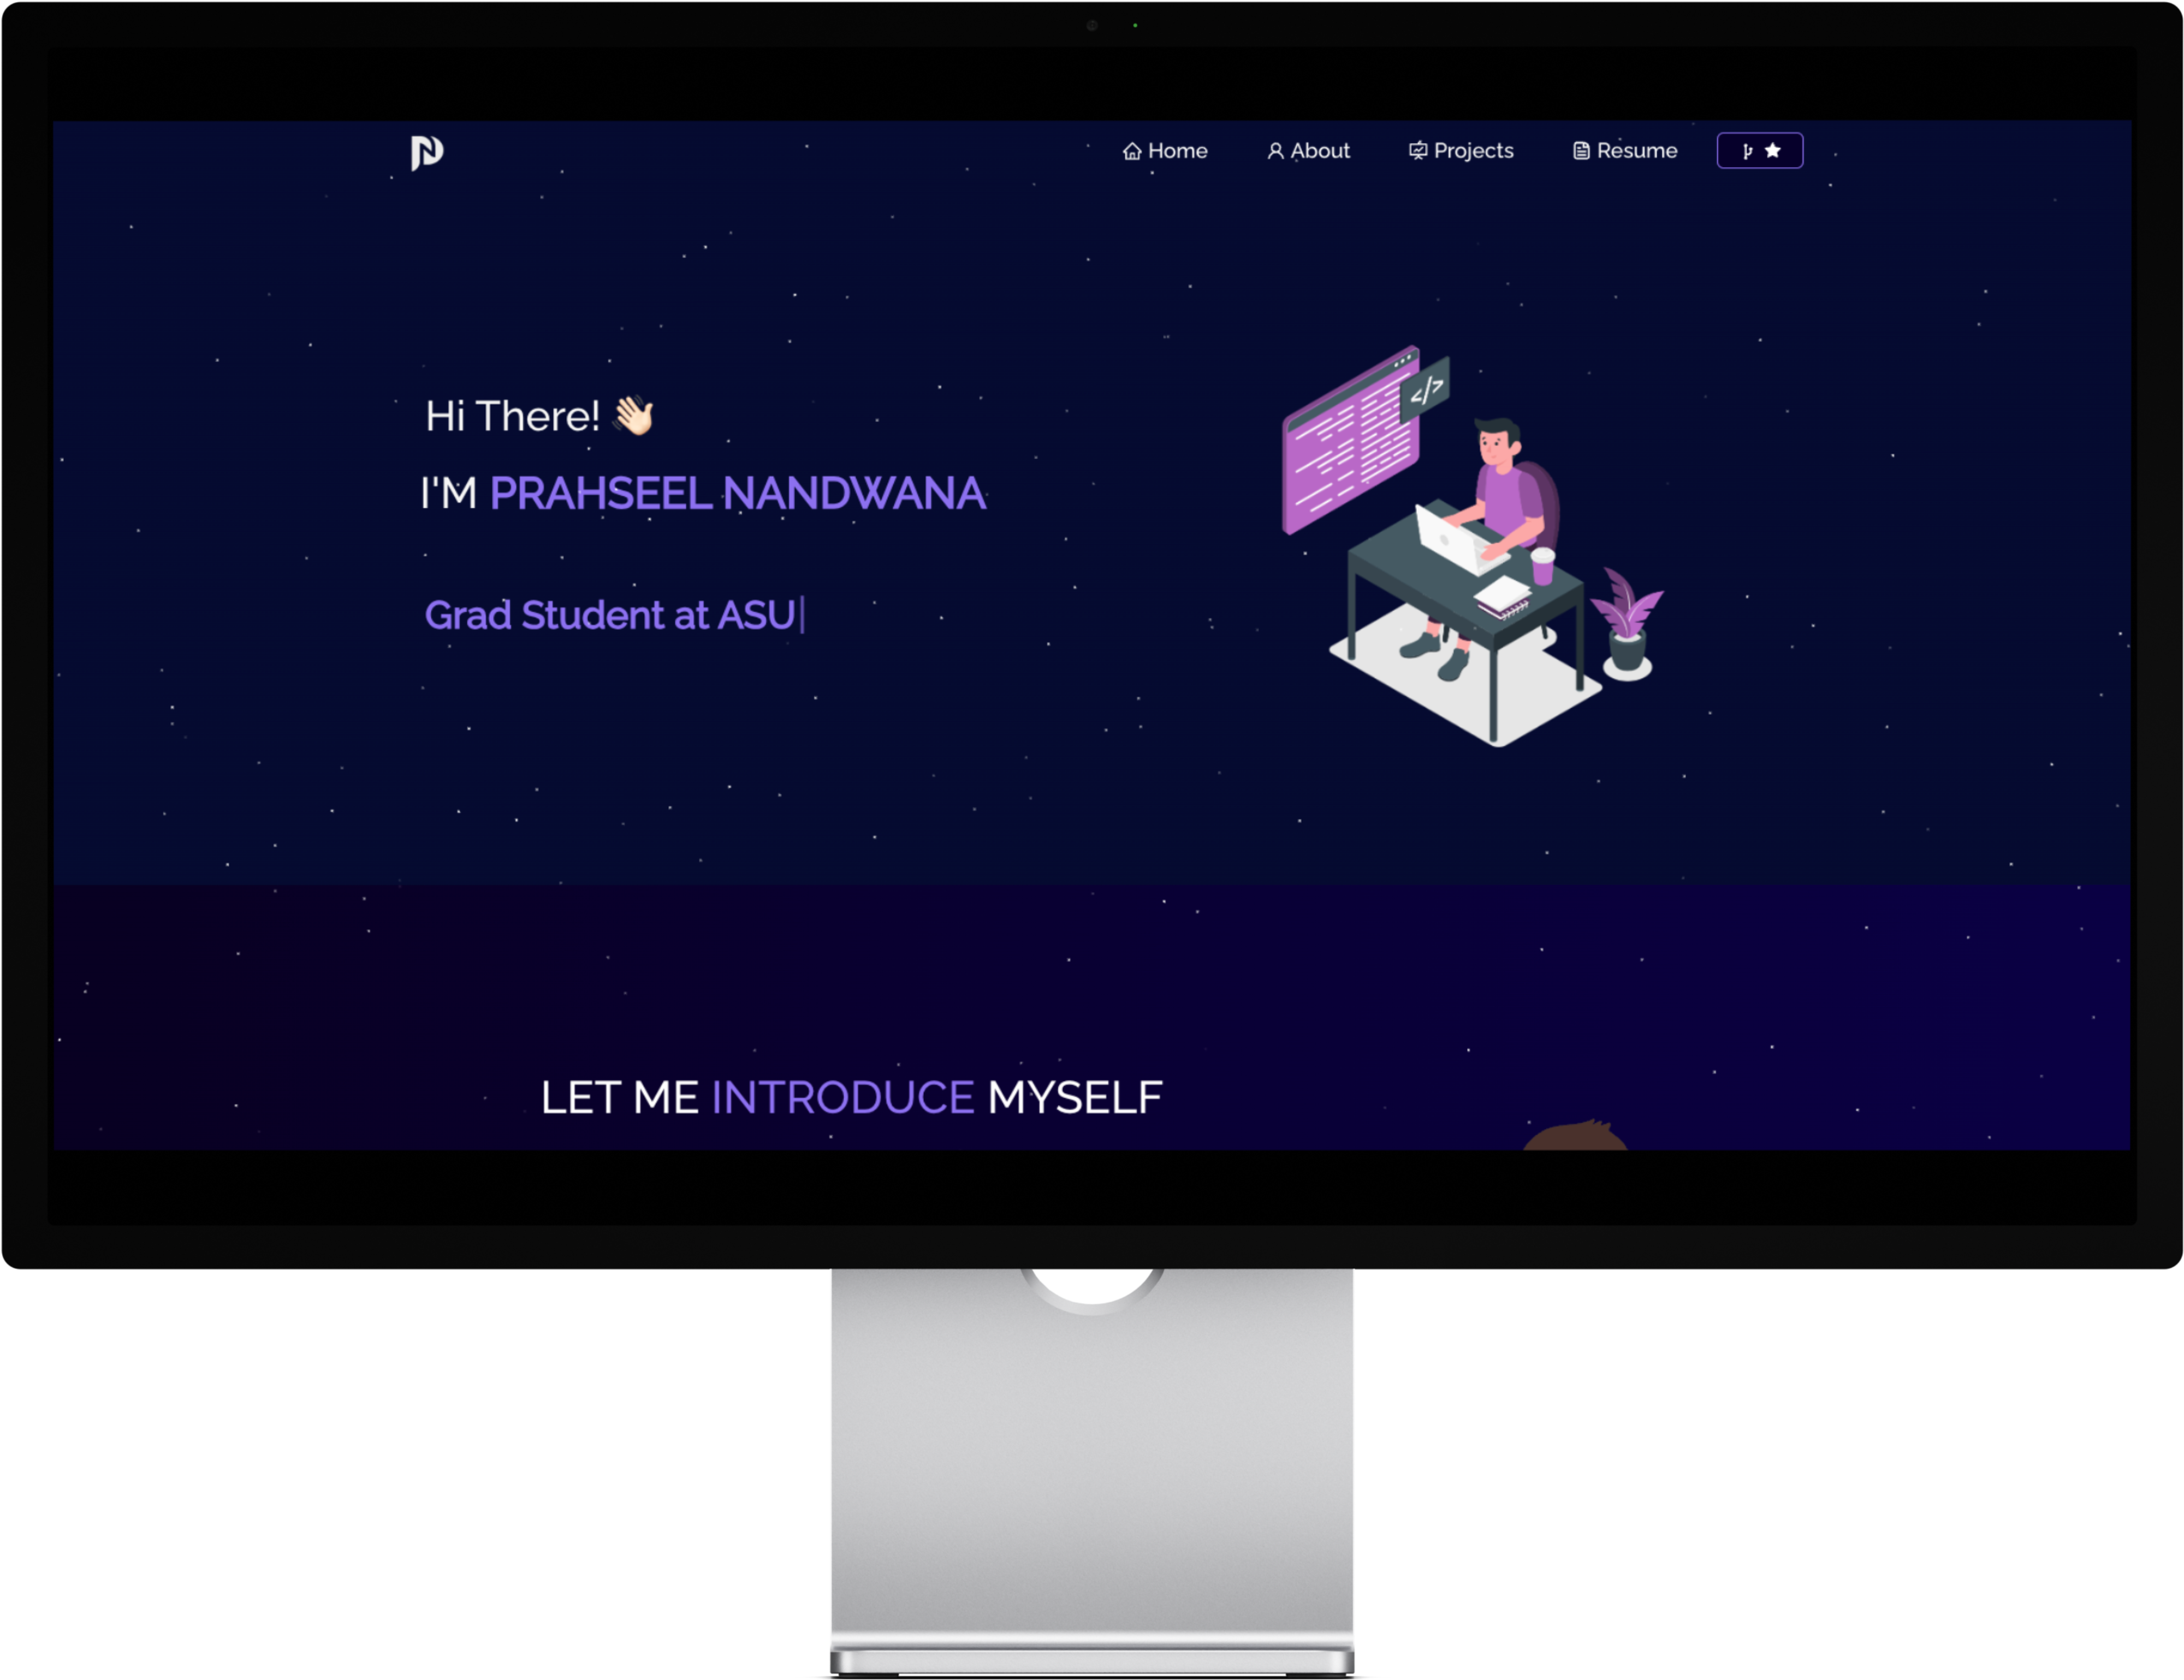 Home About Projects Resume
Hi There! 👋🏻
I'M PRAHSEEL NANDWANA
</>
Grad Student at ASU
LET ME INTRODUCE MYSELF